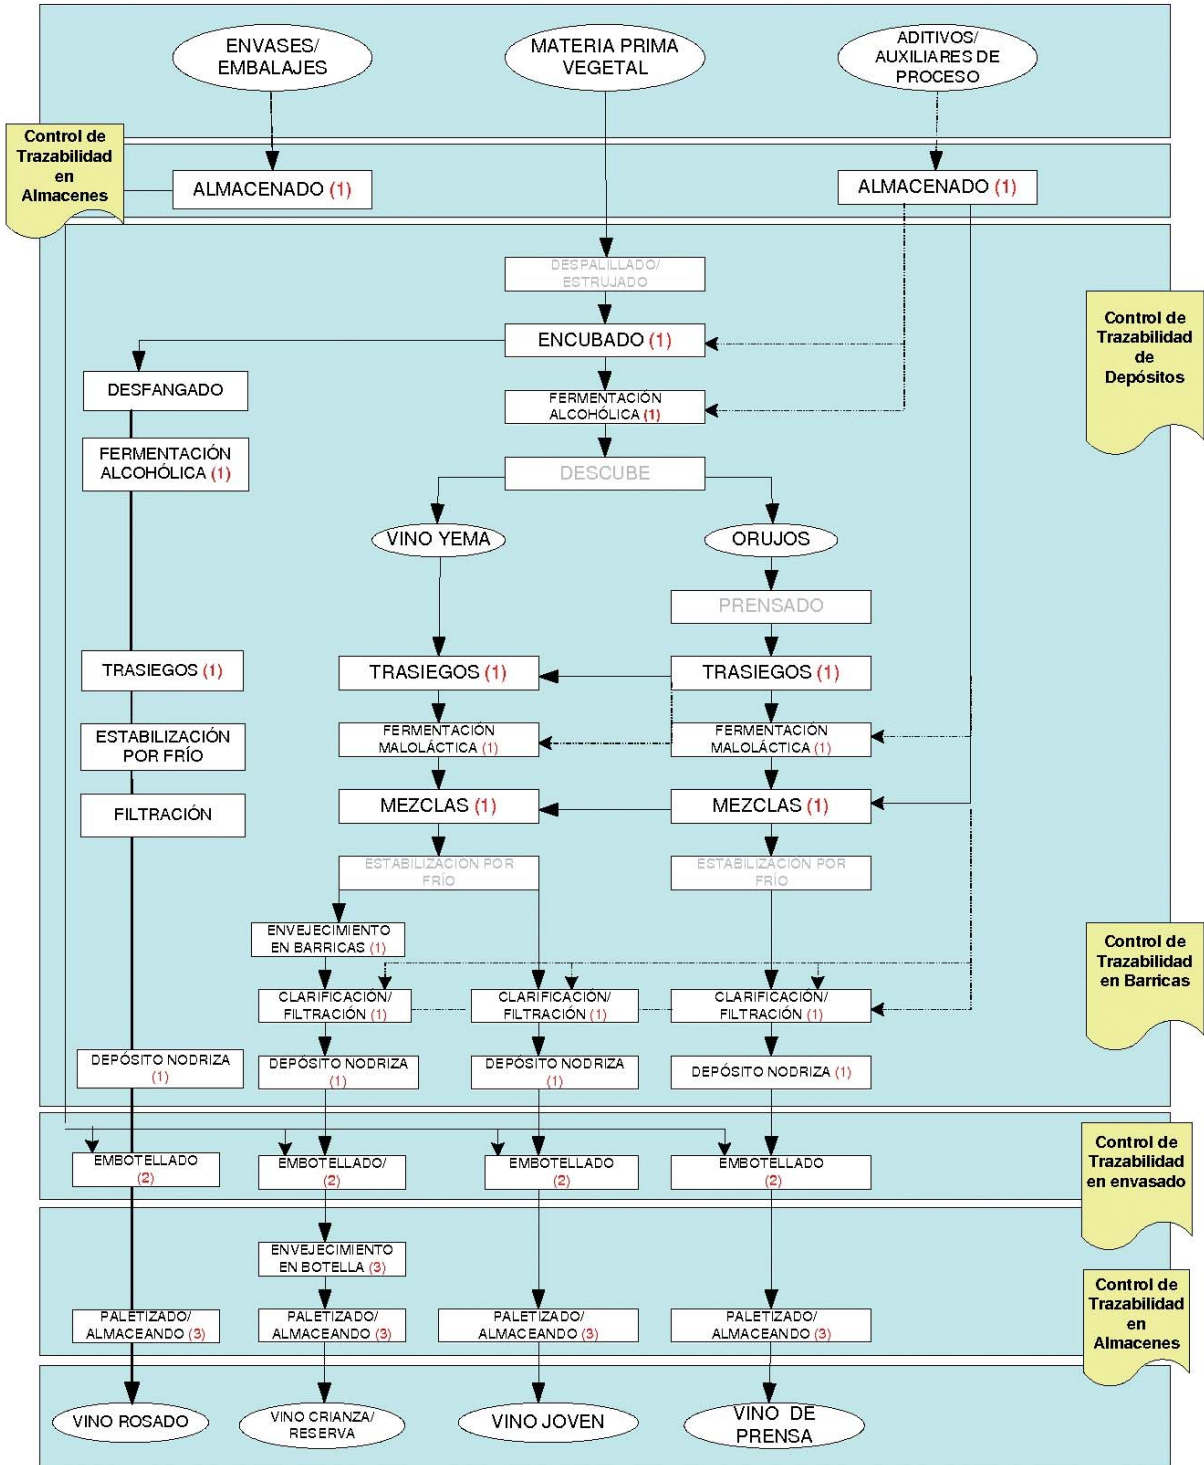 ENVASES/
EMBALAJES
MATERIA PRIMA
VEGETAL
ADITIVOS/
AUXILIARES DE
PROCESO
Control de
Trazabilidad
en
Almacenes
ALMACENADO (1)
ALMACENADO (1)
DESPALILLADO/
ESTRUJADO
Control de
Trazabilidad
de
Depósitos
ENCUBADO (1)
DESFANGADO
FERMENTACIÓN
ALCOHÓLICA (1)
FERMENTACIÓN
ALCOHÓLICA (1)
DESCUBE
VINO YEMA
ORUJOS
PRENSADO
TRASIEGOS (1)
TRASIEGOS (1)
TRASIEGOS (1)
ESTABILIZACIÓN
POR FRÍO
FERMENTACIÓN
MALOLÁCTICA (1)
FERMENTACIÓN
MALOLÁCTICA (1)
FILTRACIÓN
MEZCLAS (1)
MEZCLAS (1)
ESTABILIZACIÓN POR
FRÍO
ESTABILIZACIÓN POR
FRÍO
ENVEJECIMIENTO
EN BARRICAS (1)
Control de
Trazabilidad
en Barricas
CLARIFICACIÓN/
FILTRACIÓN (1)
CLARIFICACIÓN/
FILTRACIÓN (1)
CLARIFICACIÓN/
FILTRACIÓN (1)
DEPÓSITO NODRIZA
(1)
DEPÓSITO NODRIZA
(1)
DEPÓSITO NODRIZA
(1)
DEPÓSITO NODRIZA (1)
Control de
Trazabilidad
en envasado
EMBOTELLADO
(2)
EMBOTELLADO/
(2)
EMBOTELLADO
(2)
EMBOTELLADO
(2)
ENVEJECIMIENTO
EN BOTELLA (3)
Control de
Trazabilidad
en
Almacenes
PALETIZADO/
ALMACEANDO (3)
PALETIZADO/
ALMACEANDO (3)
PALETIZADO/
ALMACEANDO (3)
PALETIZADO/
ALMACEANDO (3)
VINO ROSADO
VINO CRIANZA/
RESERVA
VINO JOVEN
VINO DE
PRENSA